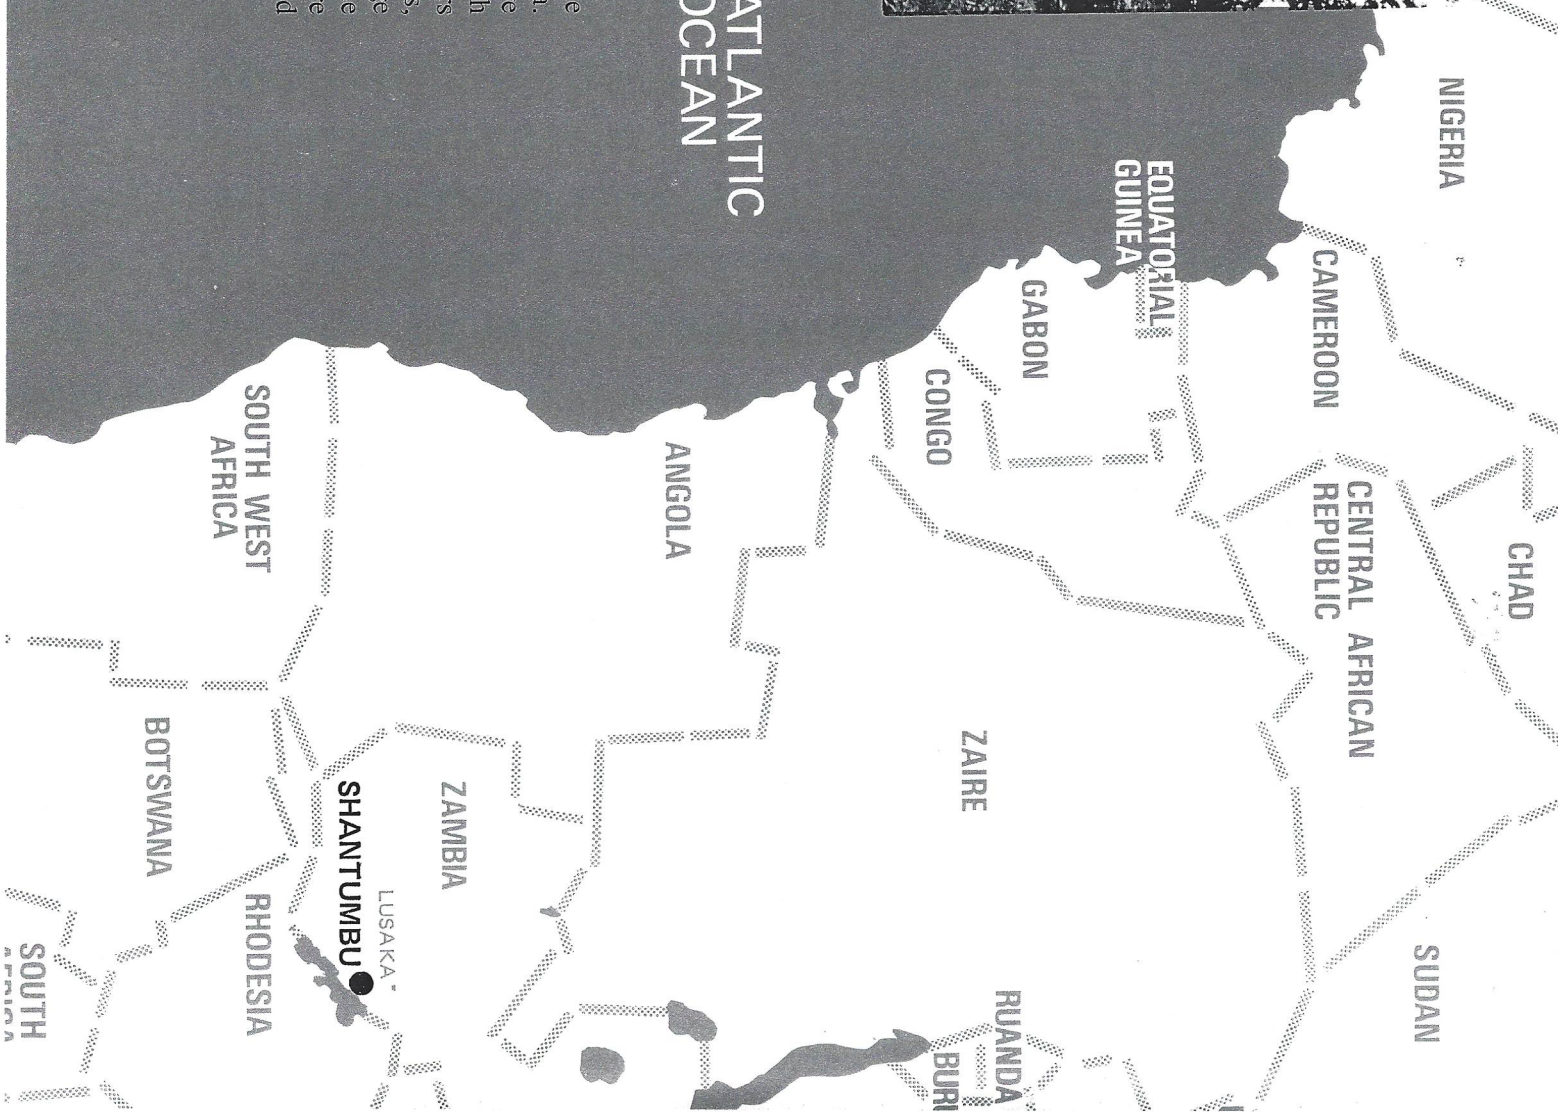 NIGERIA
CHAD
CAMEROON
CENTRAL AFRICAN
REPUBLIC
SUDAN
EQUATORIAL
GUINEA
GABON
CONGO
ZAIRE
RUANDA
ATLANTIC
OCEAN
ANGOLA
ZAMBIA
LUSAKA
SHANTUMBU
SOUTH WEST
AFRICA
RHODESIA
BOTSWANA
SOUTH